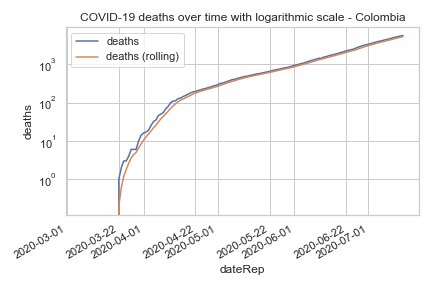 COVID-19 deaths over time with logarithmic scale - Colombia
deaths
deaths (rolling)
10³
10²
10¹
10⁰
deaths
2020-03-01
2020-03-22
2020-04-01
2020-04-22
2020-05-01
2020-05-22
2020-06-01
2020-06-22
2020-07-01
dateRep